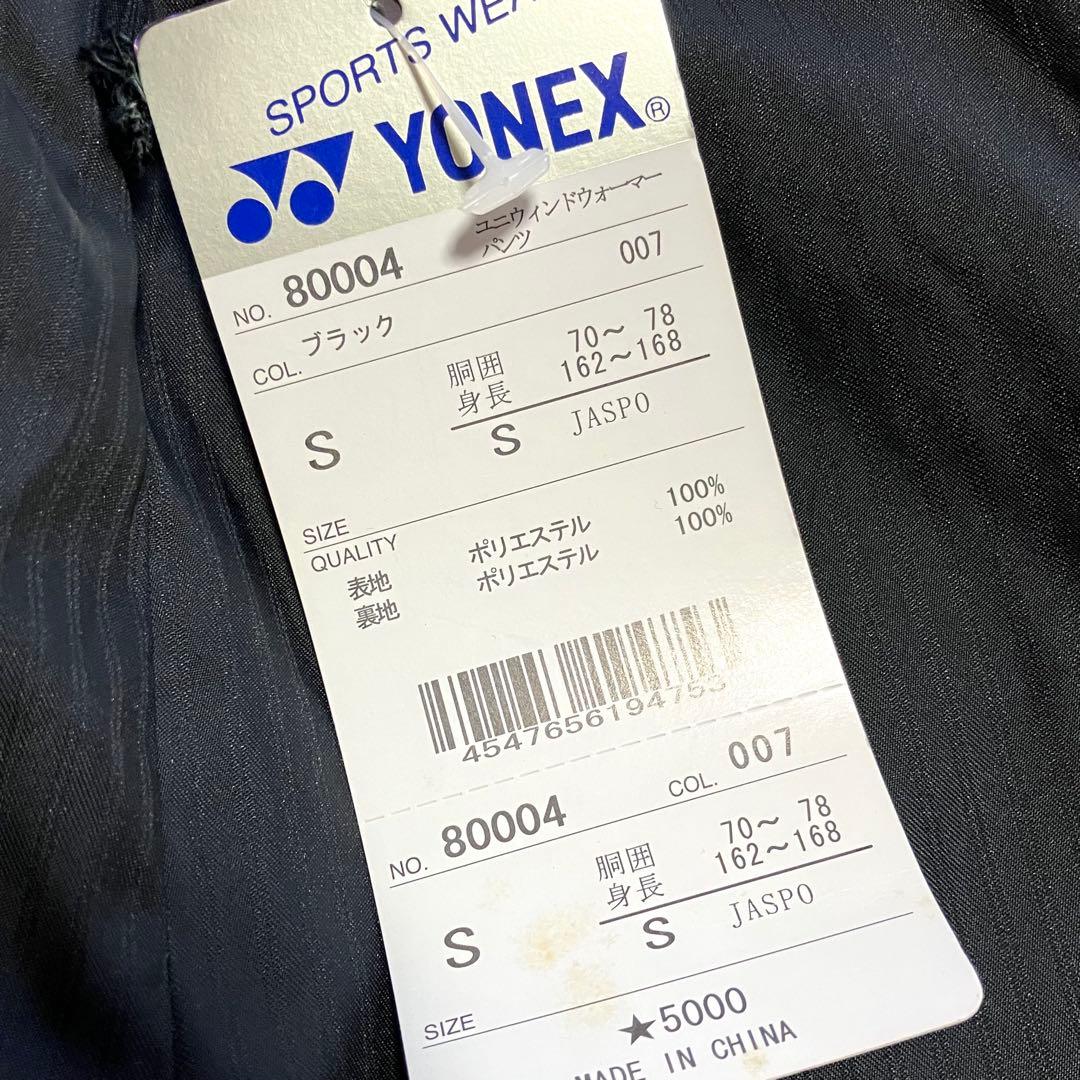 SPORTS WEA
YONEX®
ユニウィンドウォーマー
パンツ
NO. 80004
007
COL. ブラック
胴囲 70～ 78
身長 162～168
S
S JASPO
SIZE
QUALITY
表地 ポリエステル 100%
裏地 ポリエステル 100%
4547656194753
NO. 80004 COL. 007
胴囲 70～ 78
身長 162～168
S
S JASPO
SIZE
★5000
MADE IN CHINA